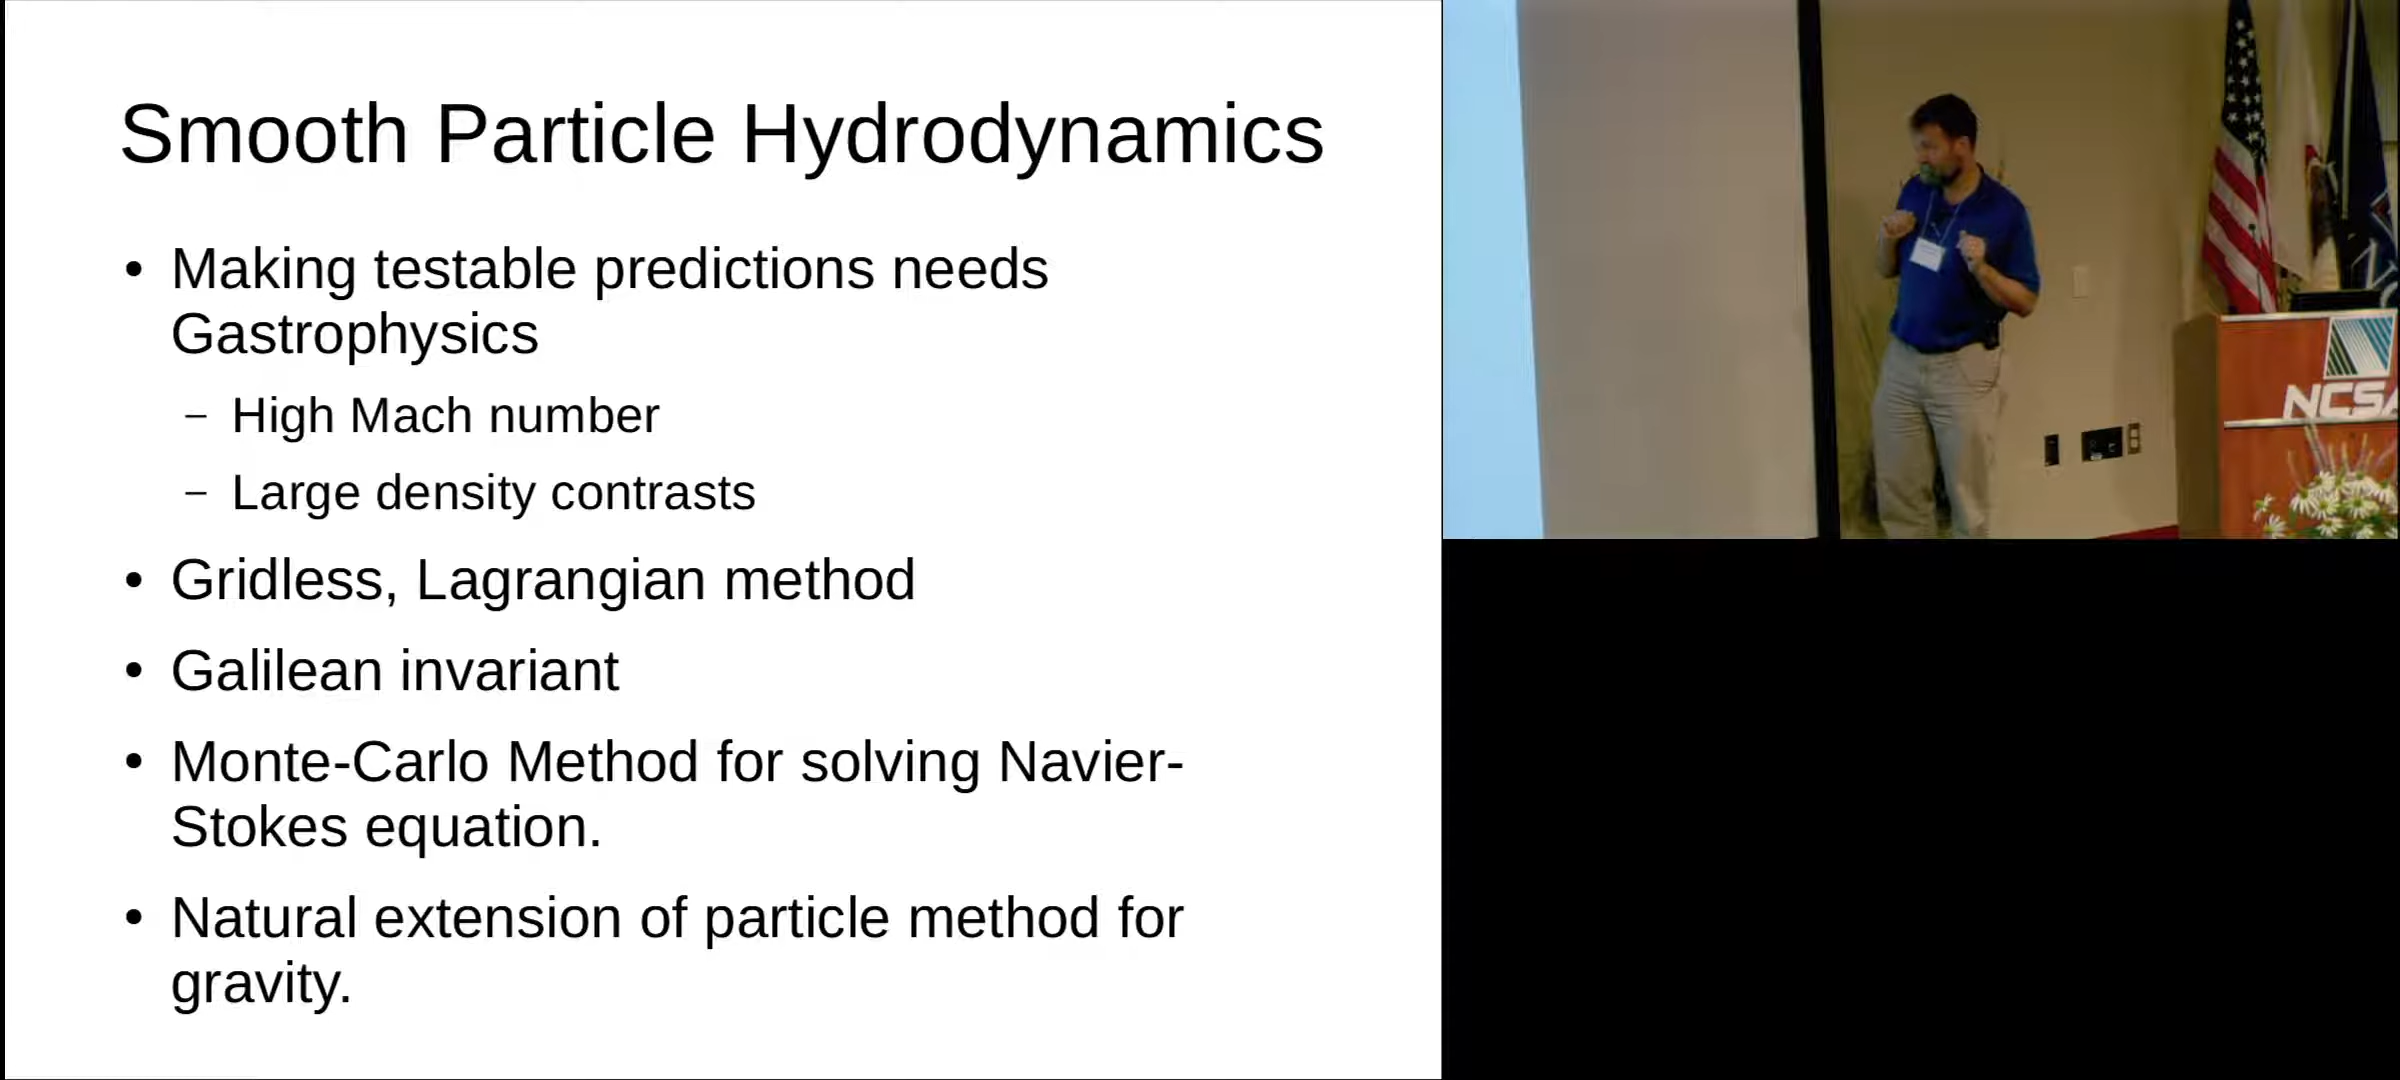 Smooth Particle Hydrodynamics
• Making testable predictions needs
Gastrophysics
– High Mach number
– Large density contrasts
• Gridless, Lagrangian method
• Galilean invariant
• Monte-Carlo Method for solving Navier-
Stokes equation.
• Natural extension of particle method for
gravity.
NCSA